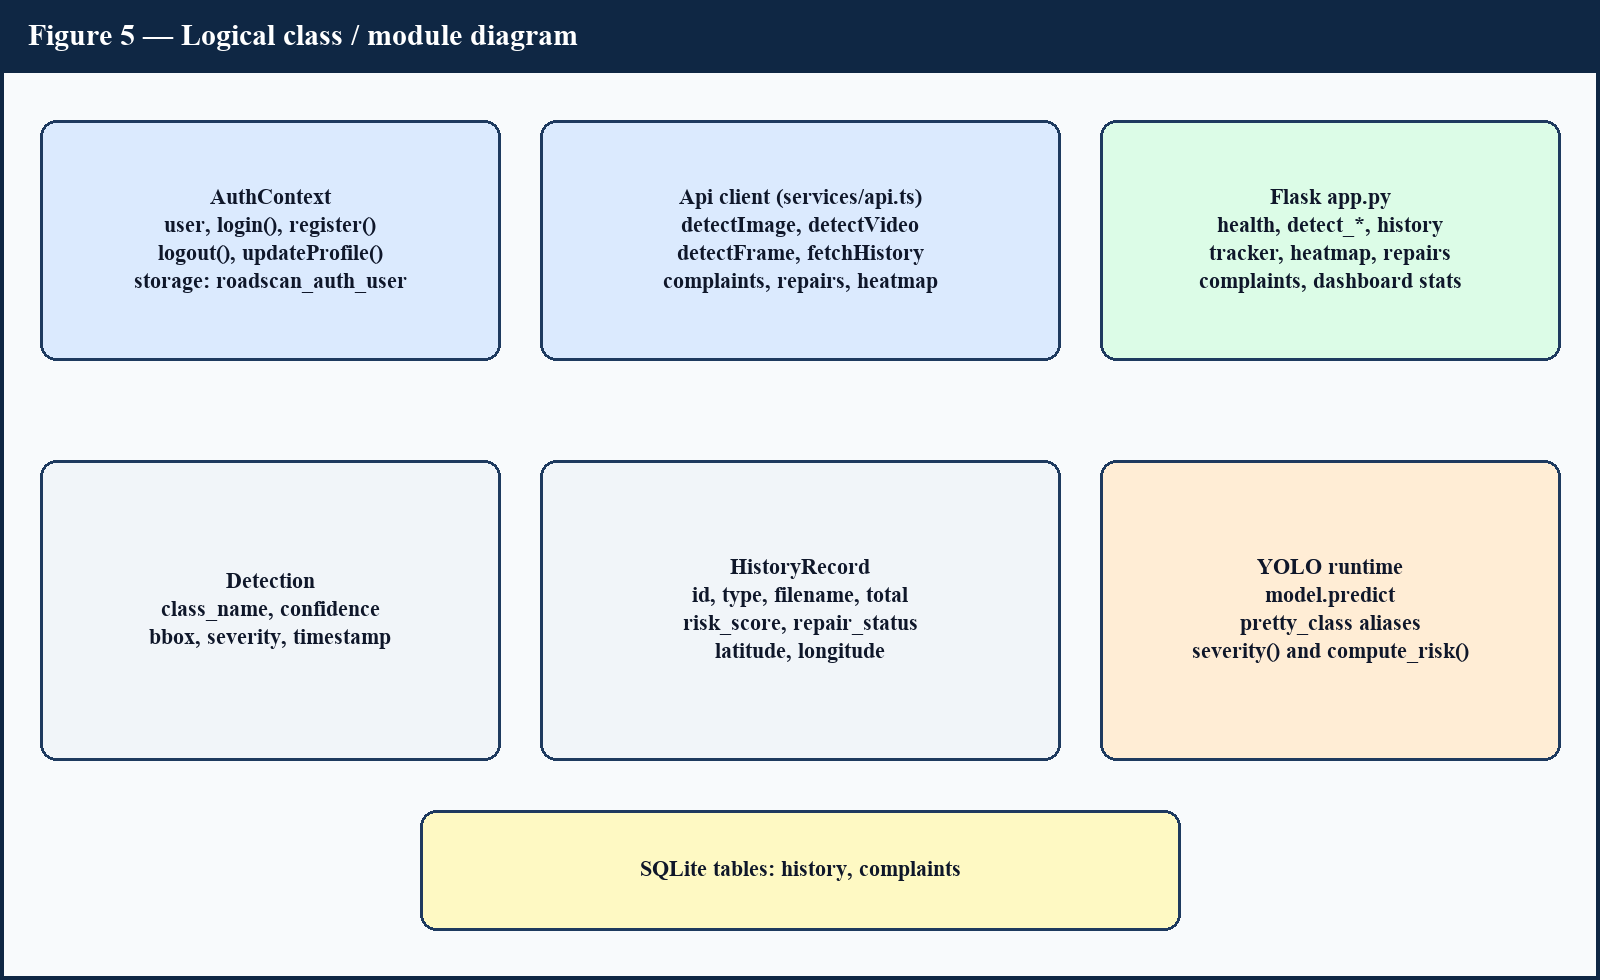 Figure 5 — Logical class / module diagram
AuthContext
user, login(), register()
logout(), updateProfile()
storage: roadscan_auth_user
Api client (services/api.ts)
detectImage, detectVideo
detectFrame, fetchHistory
complaints, repairs, heatmap
Flask app.py
health, detect_*, history
tracker, heatmap, repairs
complaints, dashboard stats
Detection
class_name, confidence
bbox, severity, timestamp
HistoryRecord
id, type, filename, total
risk_score, repair_status
latitude, longitude
YOLO runtime
model.predict
pretty_class aliases
severity() and compute_risk()
SQLite tables: history, complaints